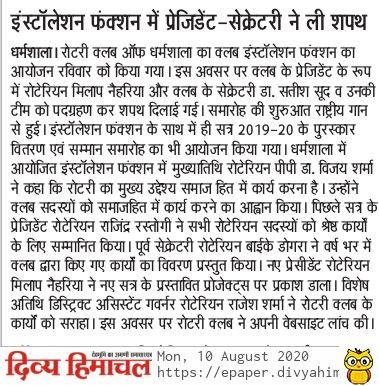 इंस्टॉलेशन फंक्शन में प्रेजिडेंट-सेक्रेटरी ने ली शपथ
धर्मशाला। रोटरी क्लब ऑफ धर्मशाला का क्लब इंस्टॉलेशन फंक्शन का
आयोजन रविवार को किया गया। इस अवसर पर क्लब के प्रेजिडेंट के रूप
में रोटेरियन मिलाप नैहरिया और क्लब के सेक्रेटरी डा. सतीश सूद व उनकी
टीम को पदग्रहण कर शपथ दिलाई गई। समारोह की शुरुआत राष्ट्रीय गान
से हुई। इंस्टॉलेशन फंक्शन के साथ में ही सत्र 2019-20 के पुरस्कार
वितरण एवं सम्मान समारोह का भी आयोजन किया गया। धर्मशाला में
आयोजित इंस्टॉलेशन फंक्शन में मुख्यातिथि रोटेरियन पीपी डा. विजय शर्मा
ने कहा कि रोटरी का मुख्य उद्देश्य समाज हित में कार्य करना है। उन्होंने
क्लब सदस्यों को समाजहित में कार्य करने का आह्वान किया। पिछले सत्र के
प्रेजिडेंट रोटेरियन राजिंद्र रस्तोगी ने सभी रोटेरियन सदस्यों को श्रेष्ठ कार्यों
के लिए सम्मानित किया। पूर्व सेक्रेटरी रोटेरियन बाईके डोगरा ने वर्ष भर में
क्लब द्वारा किए गए कार्यों का विवरण प्रस्तुत किया। नए प्रेसीडेंट रोटेरियन
मिलाप नैहरिया ने नए सत्र के प्रस्तावित प्रोजेक्ट्स पर प्रकाश डाला। विशेष
अतिथि डिस्ट्रिक्ट असिस्टेंट गवर्नर रोटेरियन राजेश शर्मा ने रोटरी क्लब के
कार्यों को सराहा। इस अवसर पर रोटरी क्लब ने अपनी वेबसाइट लांच की।
देवभूमि का अग्रणी समाचारपत्र
दिव्य हिमाचल
Mon, 10 August 2020
https://epaper.divyahim